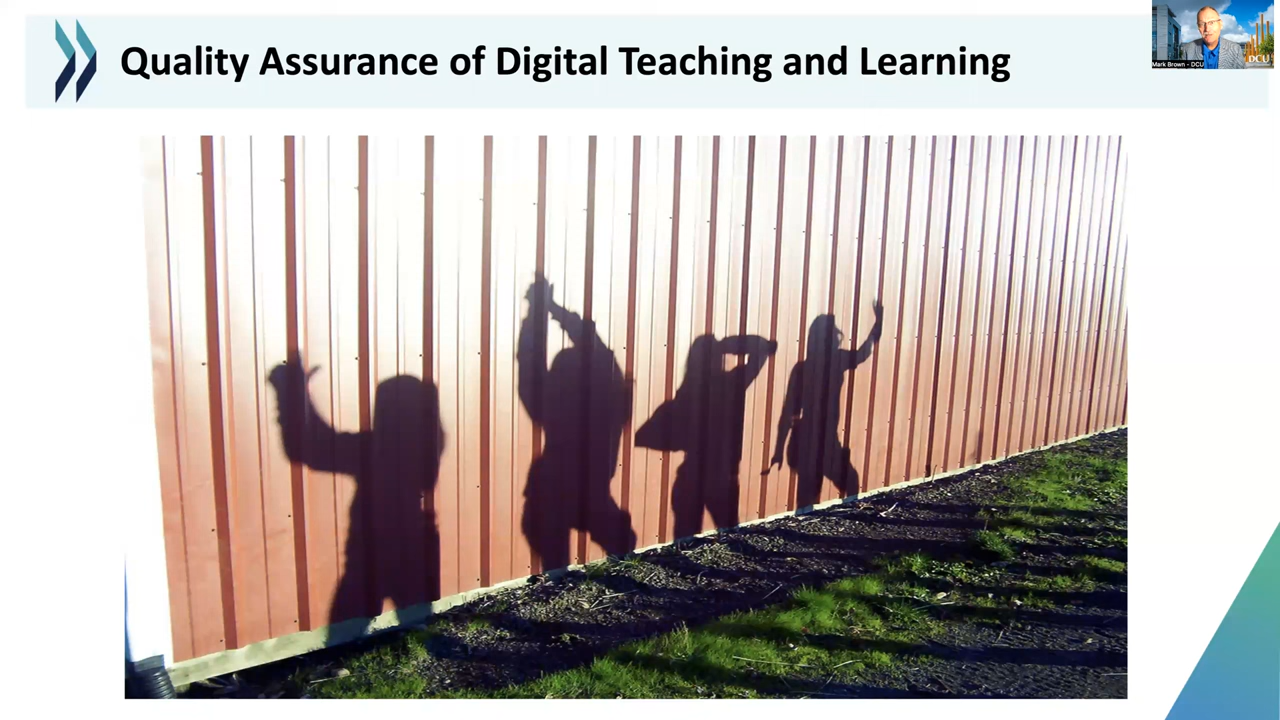 Quality Assurance of Digital Teaching and Learning
Mark Brown - DCU
DCU